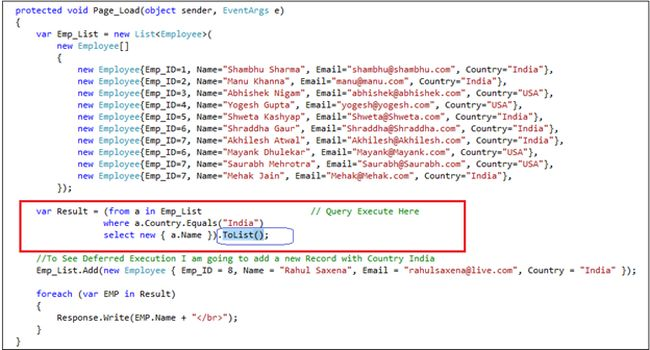 protected void Page_Load(object sender, EventArgs e)
{
var Emp_List = new List<Employee>(
new Employee[]
{
new Employee{Emp_ID=1, Name="Shambhu Sharma", Email="shambhu@shambhu.com", Country="India"},
new Employee{Emp_ID=2, Name="Manu Khanna", Email="manu@manu.com", Country="India"},
new Employee{Emp_ID=3, Name="Abhishek Nigam", Email="abhishek@abhishek.com", Country="USA"},
new Employee{Emp_ID=4, Name="Yogesh Gupta", Email="yogesh@yogesh.com", Country="USA"},
new Employee{Emp_ID=5, Name="Shweta Kashyap", Email="Shweta@Shweta.com", Country="India"},
new Employee{Emp_ID=6, Name="Shraddha Gaur", Email="Shraddha@Shraddha.com", Country="India"},
new Employee{Emp_ID=7, Name="Akhilesh Atwal", Email="Akhilesh@Akhilesh.com", Country="India"},
new Employee{Emp_ID=6, Name="Mayank Dhulekar", Email="Mayank@Mayank.com", Country="USA"},
new Employee{Emp_ID=7, Name="Saurabh Mehrotra", Email="Saurabh@Saurabh.com", Country="USA"},
new Employee{Emp_ID=7, Name="Mehak Jain", Email="Mehak@Mehak.com", Country="India"},
});
var Result = (from a in Emp_List // Query Execute Here
where a.Country.Equals("India")
select new { a.Name }).ToList();
//To See Deferred Execution I am going to add a new Record with Country India
Emp_List.Add(new Employee { Emp_ID = 8, Name = "Rahul Saxena", Email = "rahulsaxena@live.com", Country = "India" });
foreach (var EMP in Result)
{
Response.Write(EMP.Name + "</br>");
}
}